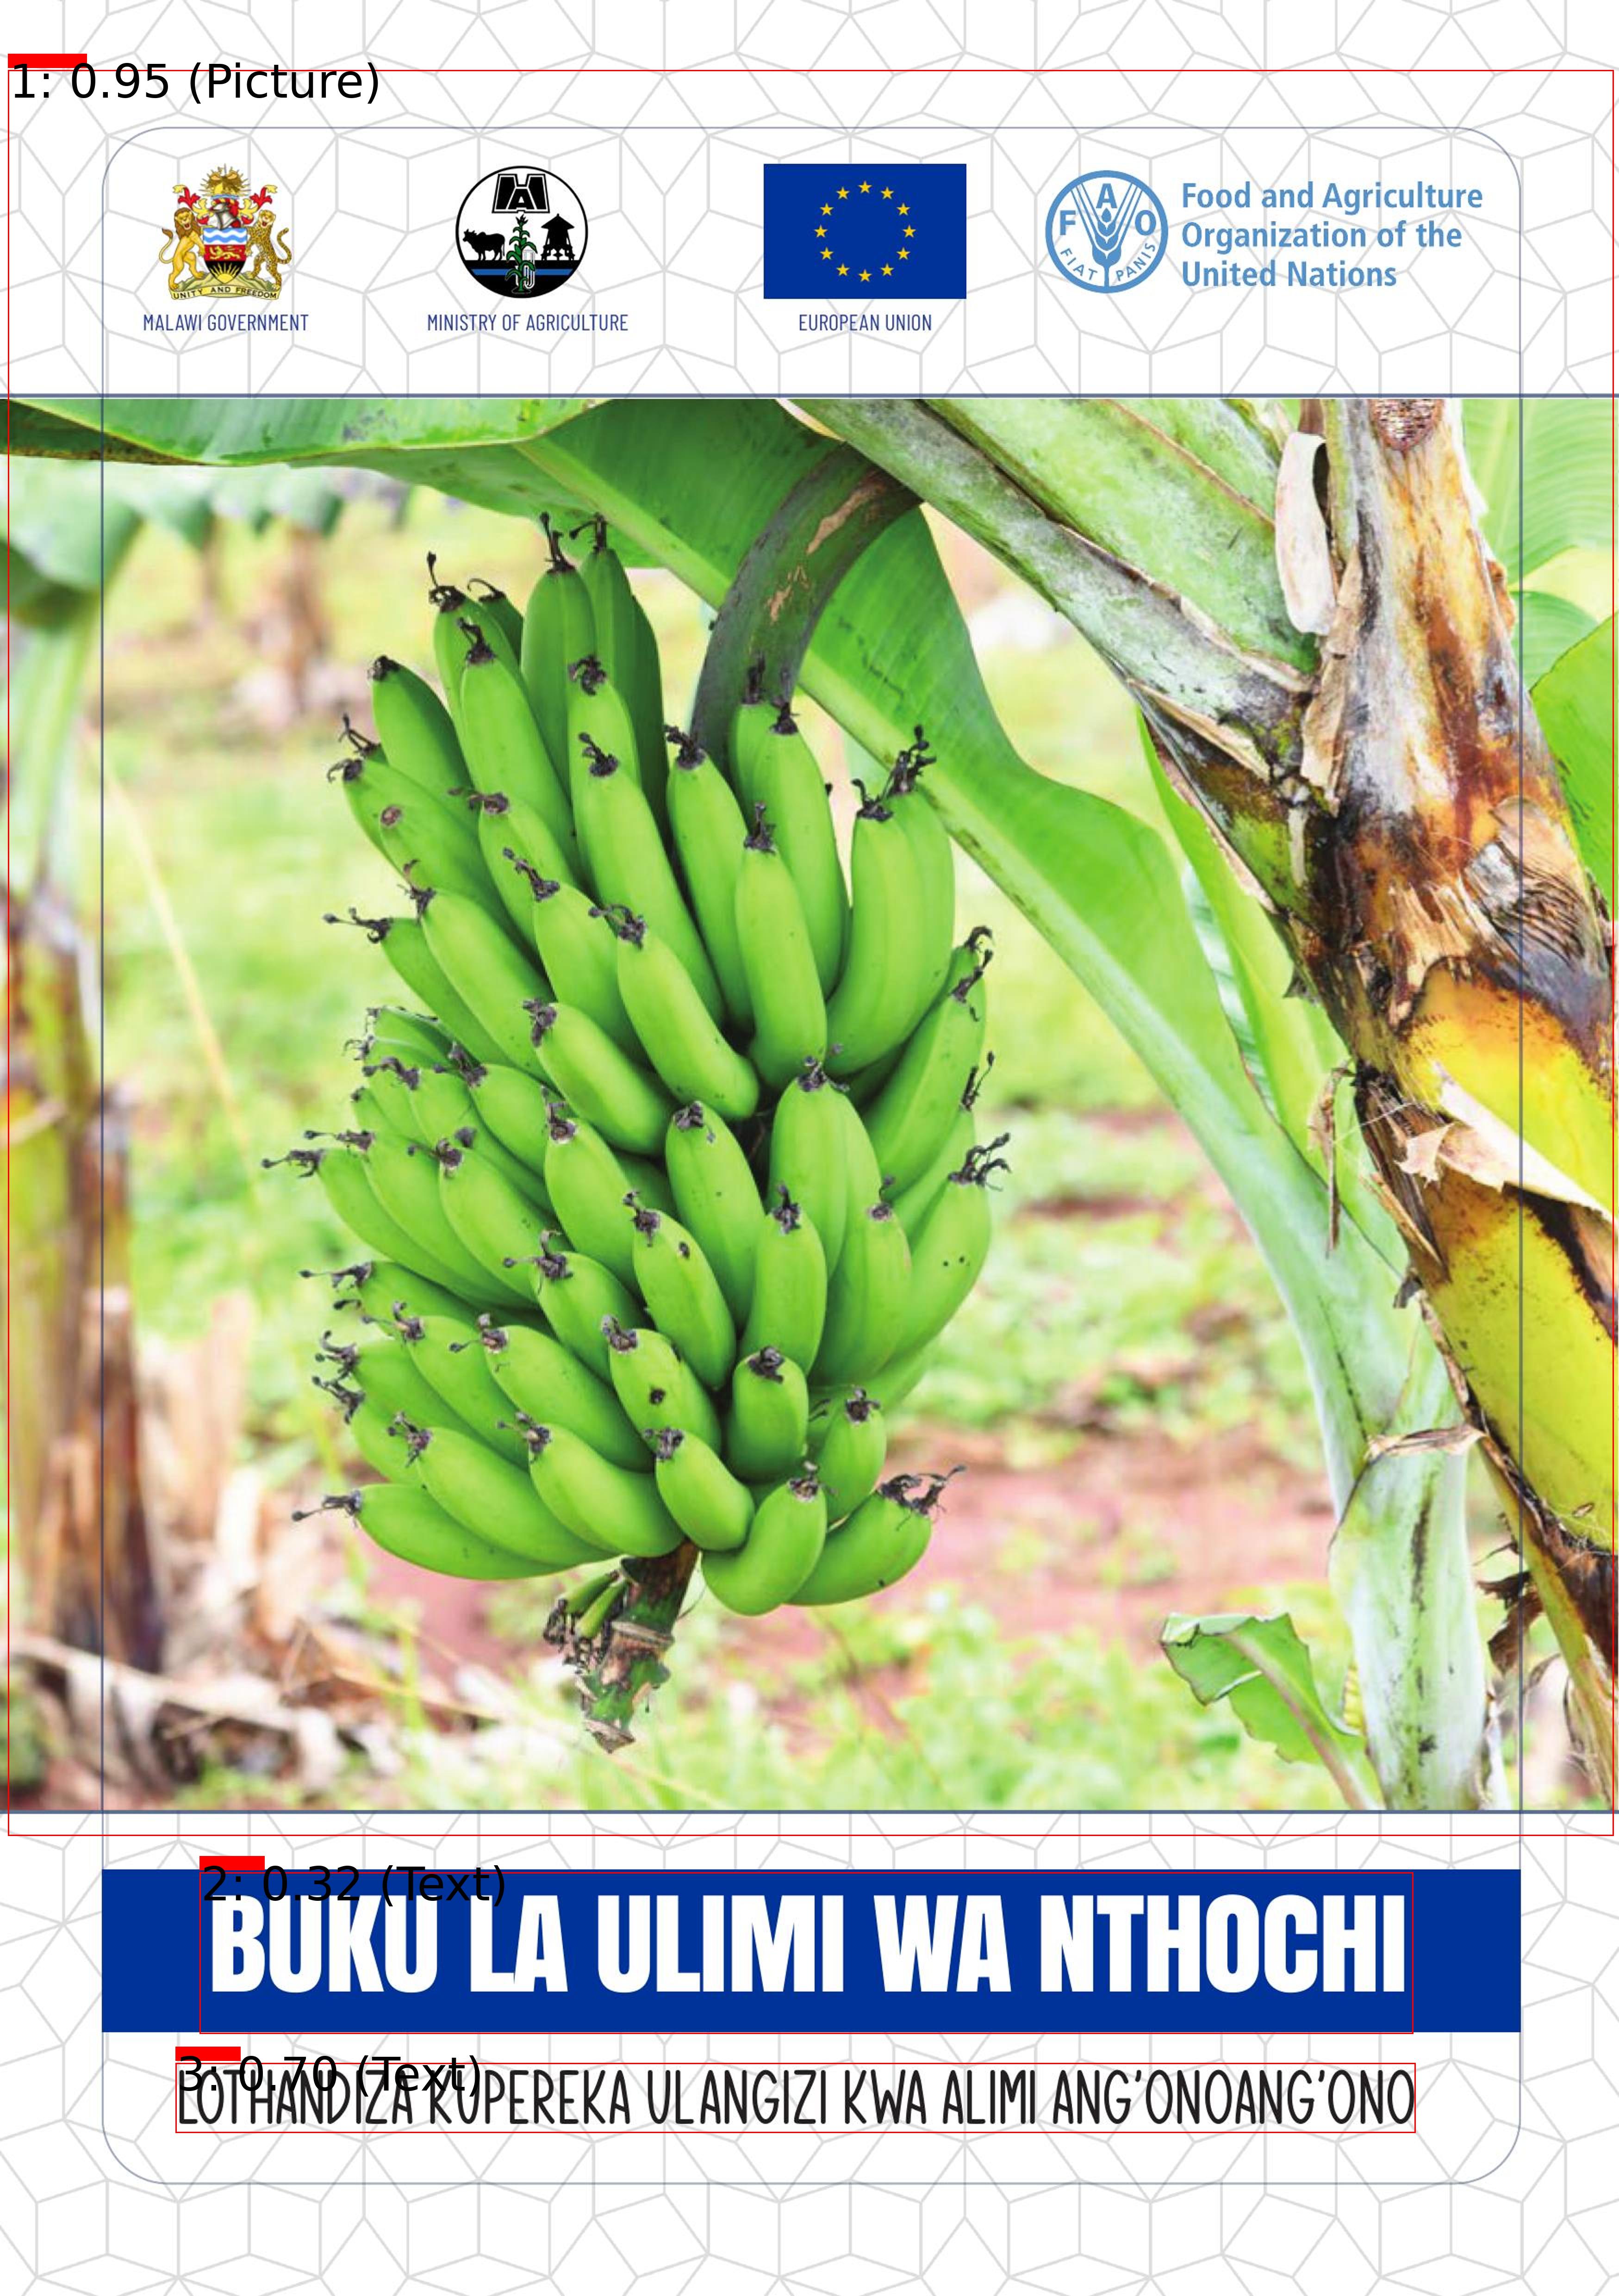 1: 0.95 (Picture)
UNITY AND FREEDOM
MALAWI GOVERNMENT
MINISTRY OF AGRICULTURE
EUROPEAN UNION
F A O
FIAT PANIS
Food and Agriculture
Organization of the
United Nations
2: 0.32 (Text)
BUKU LA ULIMI WA NTHOCHI
3: 0.70 (Text)
LOTHANDIZA KUPEREKA ULANGIZI KWA ALIMI ANG'ONOANG'ONO